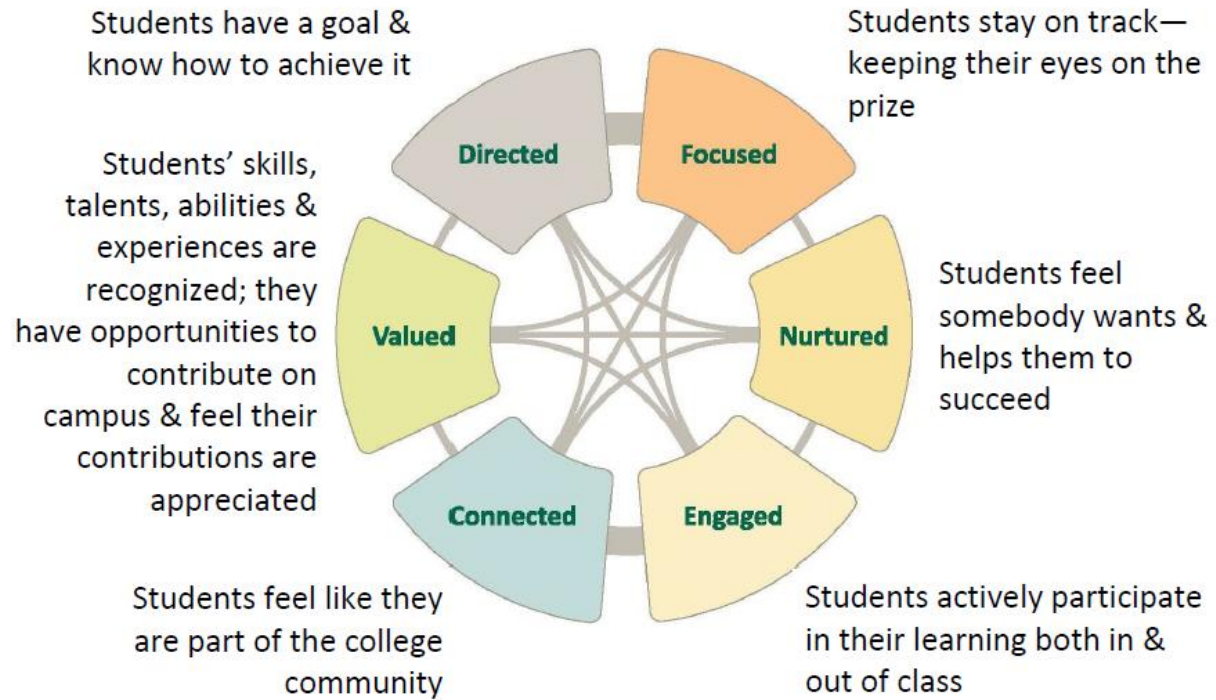 Students have a goal &
know how to achieve it
Directed
Focused
Students stay on track—
keeping their eyes on the
prize
Students’ skills,
talents, abilities &
experiences are
recognized; they
have opportunities to
contribute on
campus & feel their
contributions are
appreciated
Valued
Nurtured
Students feel
somebody wants &
helps them to
succeed
Connected
Engaged
Students feel like they
are part of the college
community
Students actively participate
in their learning both in &
out of class